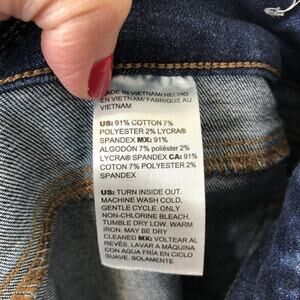 MADE IN VIETNAM/HECHO
EN VIETNAM/FABRIQUÉ AU
VIETNAM
US: 91% COTTON 7%
POLYESTER 2% LYCRA®
SPANDEX MX: 91%
ALGODÓN 7% poliéster 2%
LYCRA® SPANDEX CA: 91%
COTON 7% POLYESTER 2%
SPANDEX
US: TURN INSIDE OUT.
MACHINE WASH COLD,
GENTLE CYCLE. ONLY
NON-CHLORINE BLEACH.
TUMBLE DRY LOW. WARM
IRON. MAY BE DRY
CLEANED MX: VOLTEAR AL
REVÉS. LAVAR A MÁQUINA
CON AGUA FRÍA EN CICLO
SUAVE. SOLAMENTE